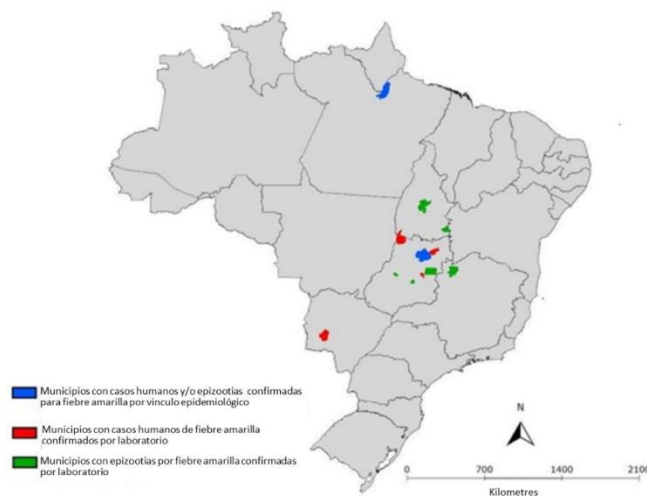 Municipios con casos humanos y/o epizootias confirmadas
para fiebre amarilla por vinculo epidemiológico
Municipios con casos humanos de fiebre amarilla
confirmados por laboratorio
Municipios con epizootias por fiebre amarilla confirmadas
por laboratorio
N
0 700 1400 2100
Kilometres